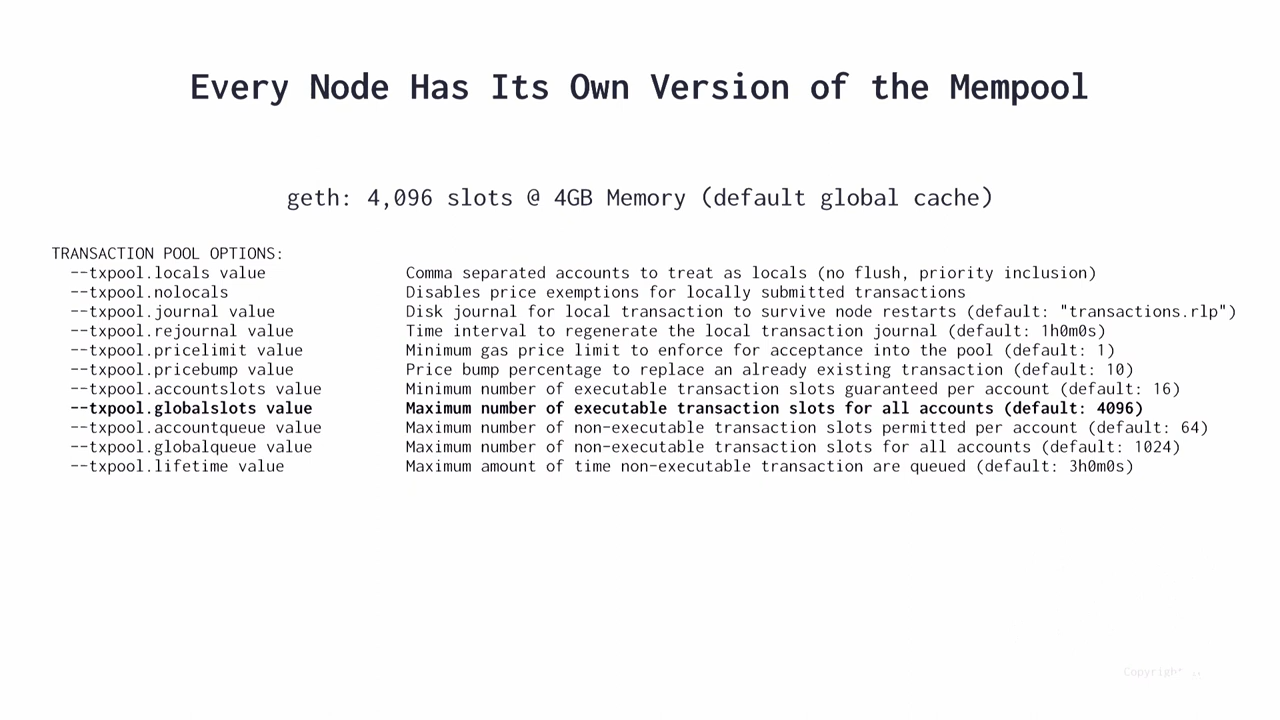 Every Node Has Its Own Version of the Mempool
geth: 4,096 slots @ 4GB Memory (default global cache)
TRANSACTION POOL OPTIONS:
--txpool.locals value Comma separated accounts to treat as locals (no flush, priority inclusion)
--txpool.nolocals Disables price exemptions for locally submitted transactions
--txpool.journal value Disk journal for local transaction to survive node restarts (default: "transactions.rlp")
--txpool.rejournal value Time interval to regenerate the local transaction journal (default: 1h0m0s)
--txpool.pricelimit value Minimum gas price limit to enforce for acceptance into the pool (default: 1)
--txpool.pricebump value Price bump percentage to replace an already existing transaction (default: 10)
--txpool.accountslots value Minimum number of executable transaction slots guaranteed per account (default: 16)
--txpool.globalslots value Maximum number of executable transaction slots for all accounts (default: 4096)
--txpool.accountqueue value Maximum number of non-executable transaction slots permitted per account (default: 64)
--txpool.globalqueue value Maximum number of non-executable transaction slots for all accounts (default: 1024)
--txpool.lifetime value Maximum amount of time non-executable transaction are queued (default: 3h0m0s)
Copyright